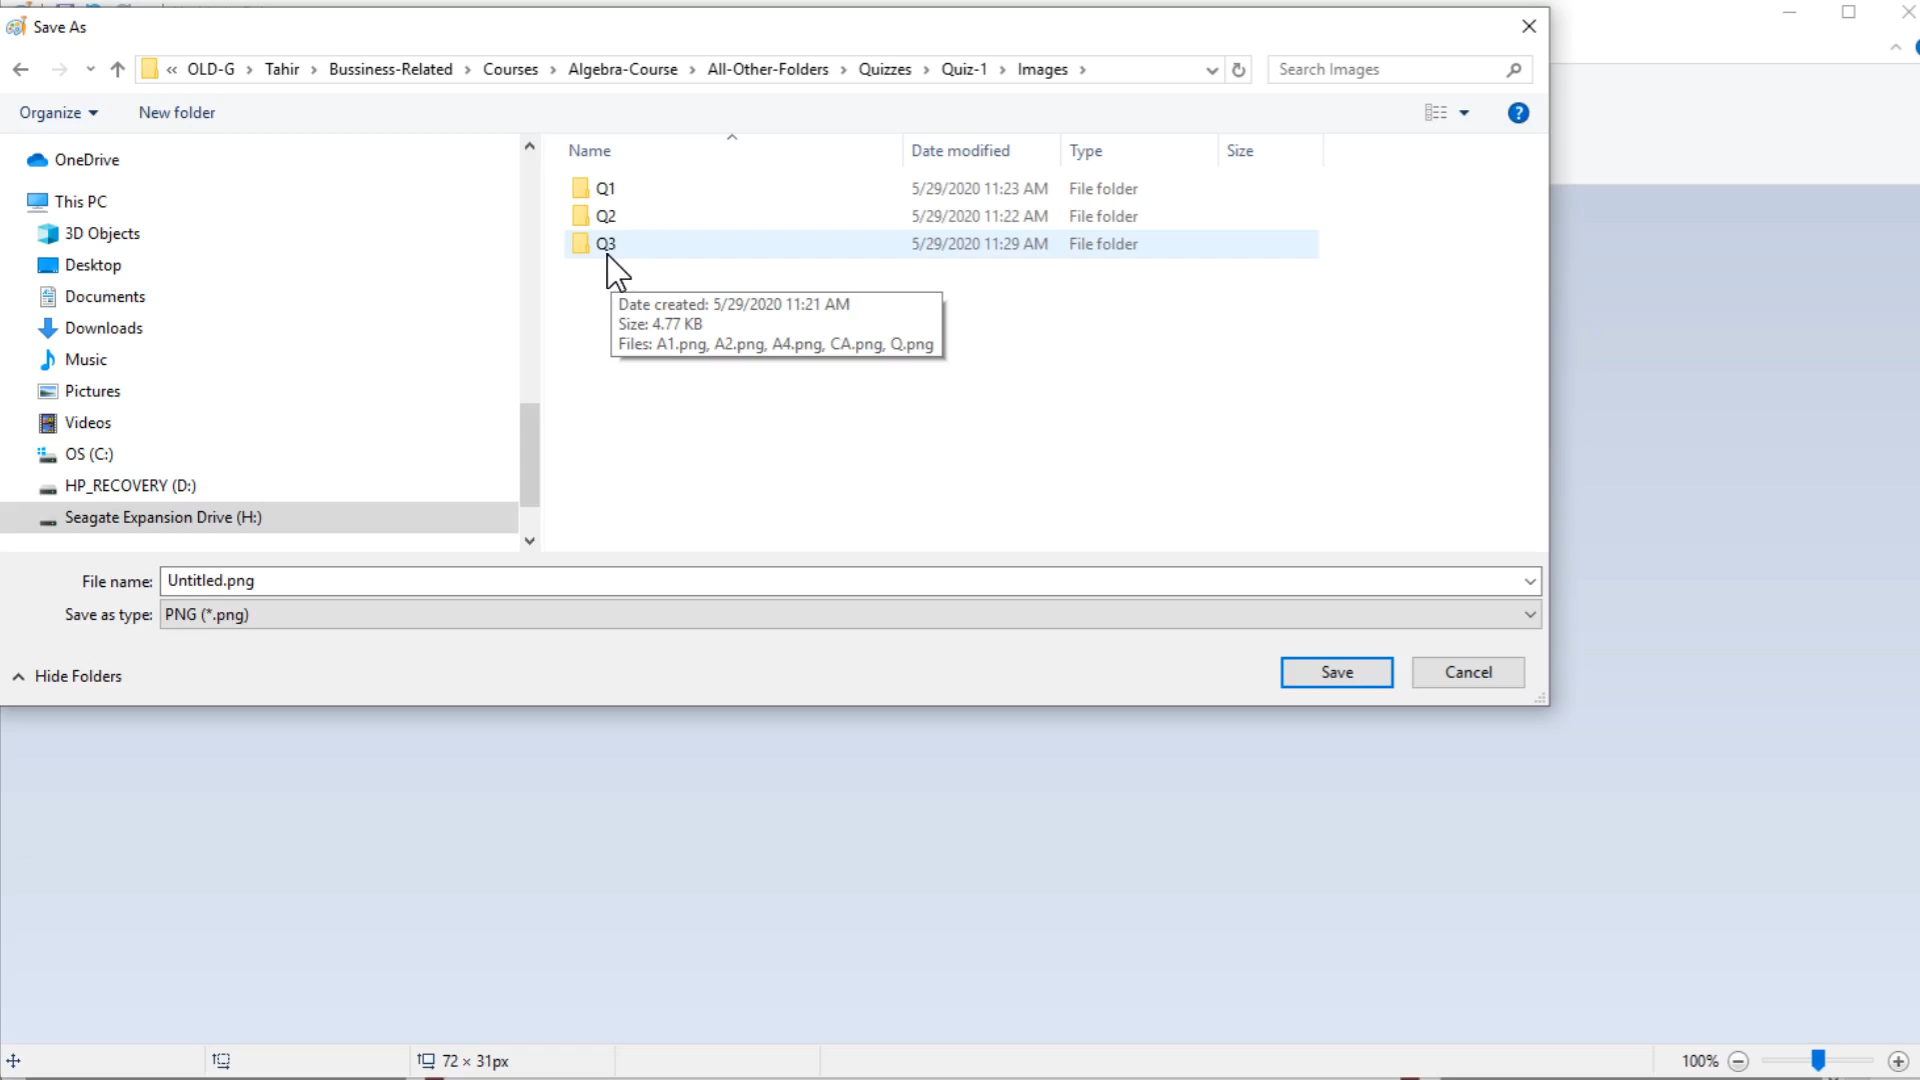 Save As
« OLD-G > Tahir > Bussiness-Related > Courses > Algebra-Course > All-Other-Folders > Quizzes > Quiz-1 > Images >
Search Images
Organize
New folder
?
OneDrive
This PC
3D Objects
Desktop
Documents
Downloads
Music
Pictures
Videos
OS (C:)
HP_RECOVERY (D:)
Seagate Expansion Drive (H:)
Name Date modified Type Size
Q1 5/29/2020 11:23 AM File folder
Q2 5/29/2020 11:22 AM File folder
Q3 5/29/2020 11:29 AM File folder
Date created: 5/29/2020 11:21 AM
Size: 4.77 KB
Files: A1.png, A2.png, A4.png, CA.png, Q.png
File name: Untitled.png
Save as type: PNG (*.png)
Hide Folders
Save
Cancel
72 × 31px
100%